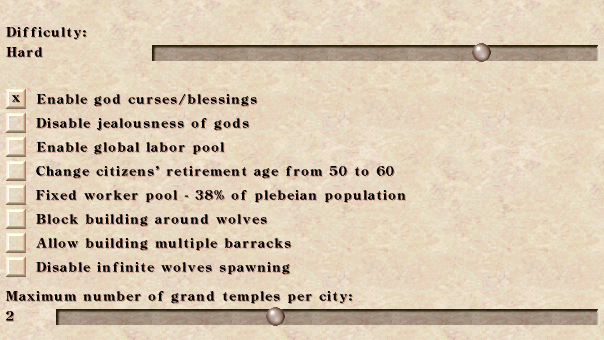 Difficulty:
Hard
x Enable god curses/blessings
Disable jealousness of gods
Enable global labor pool
Change citizens' retirement age from 50 to 60
Fixed worker pool - 38% of plebeian population
Block building around wolves
Allow building multiple barracks
Disable infinite wolves spawning
Maximum number of grand temples per city:
2